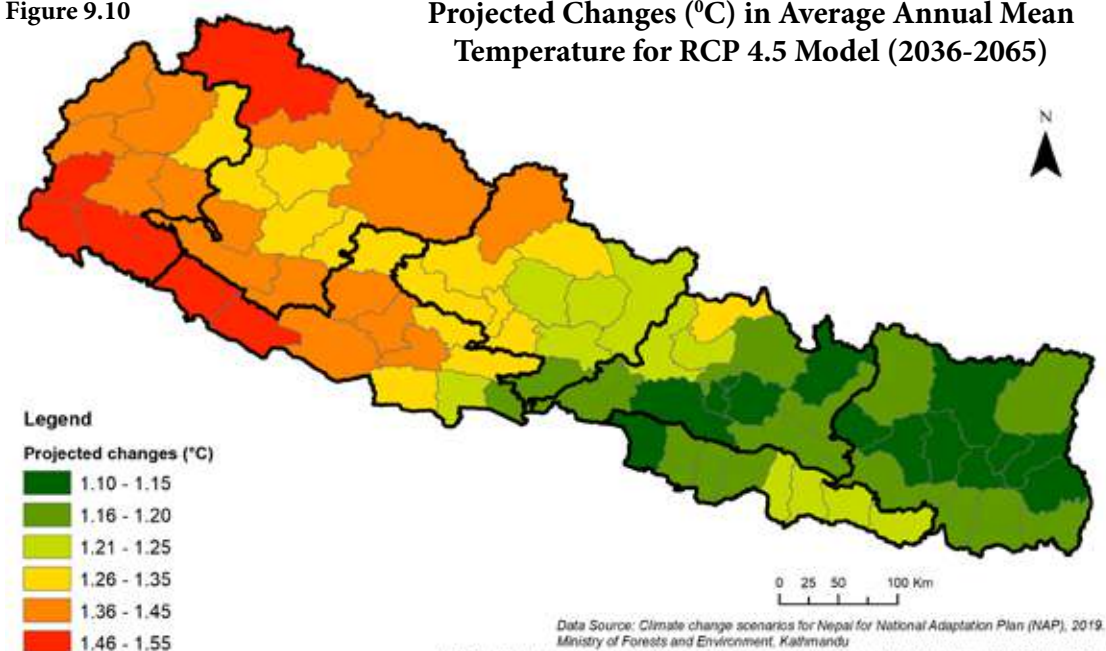 Figure 9.10
Projected Changes (⁰C) in Average Annual Mean
Temperature for RCP 4.5 Model (2036-2065)
N
Legend
Projected changes (°C)
1.10 - 1.15
1.16 - 1.20
1.21 - 1.25
1.26 - 1.35
1.36 - 1.45
1.46 - 1.55
0 25 50 100 Km
Data Source: Climate change scenarios for Nepal for National Adaptation Plan (NAP), 2019.
Ministry of Forests and Environment, Kathmandu